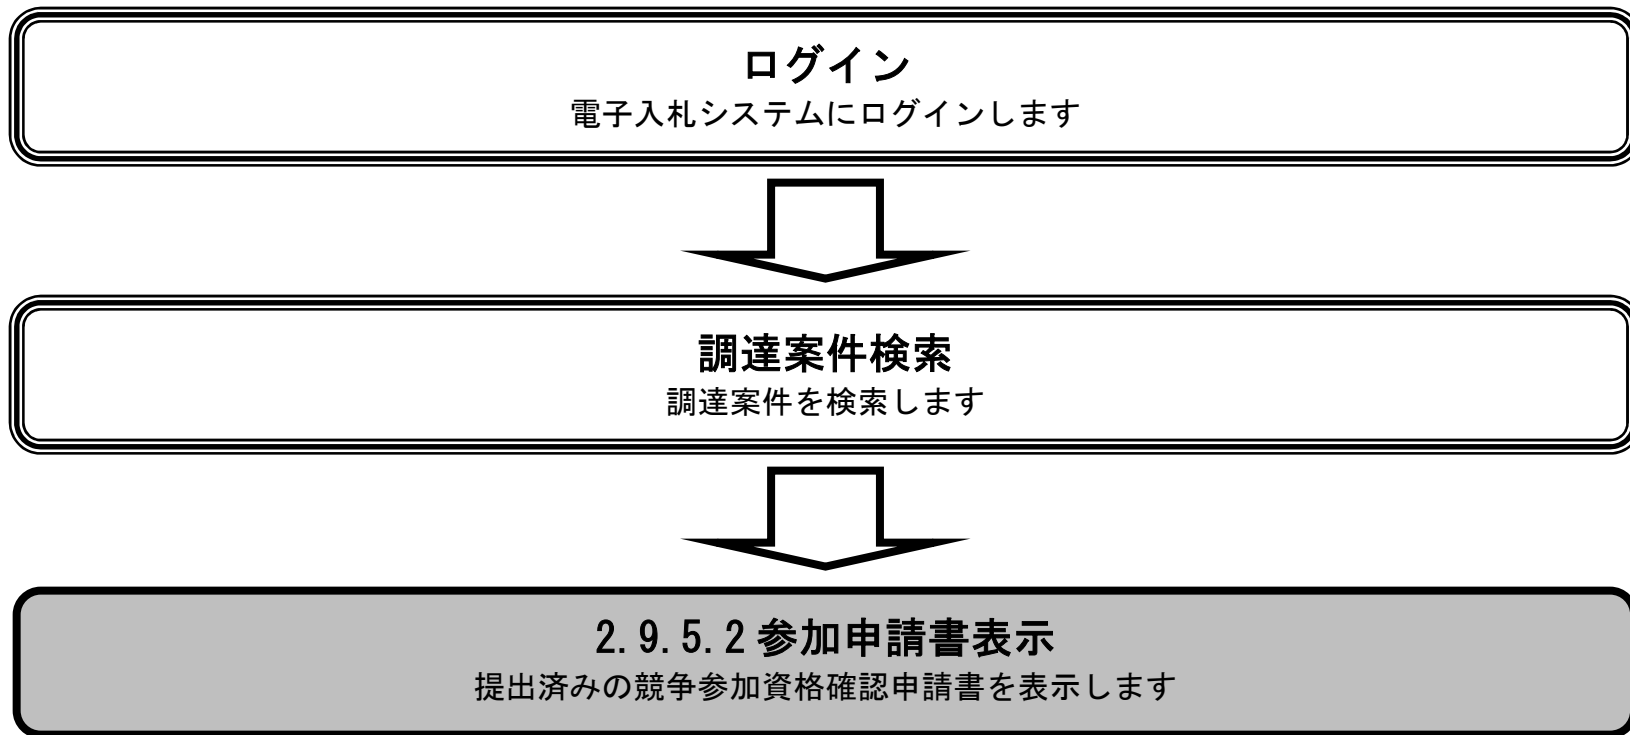 ログイン
電子入札システムにログインします
調達案件検索
調達案件を検索します
2.9.5.2 参加申請書表示
提出済みの競争参加資格確認申請書を表示します